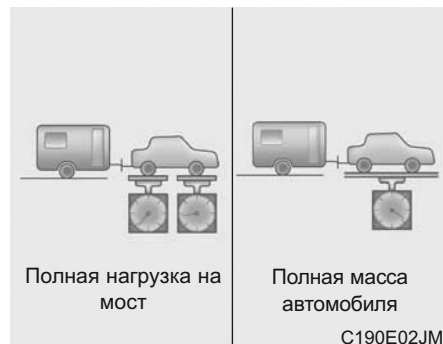 Полная нагрузка на
мост
Полная масса
автомобиля
C190E02JM